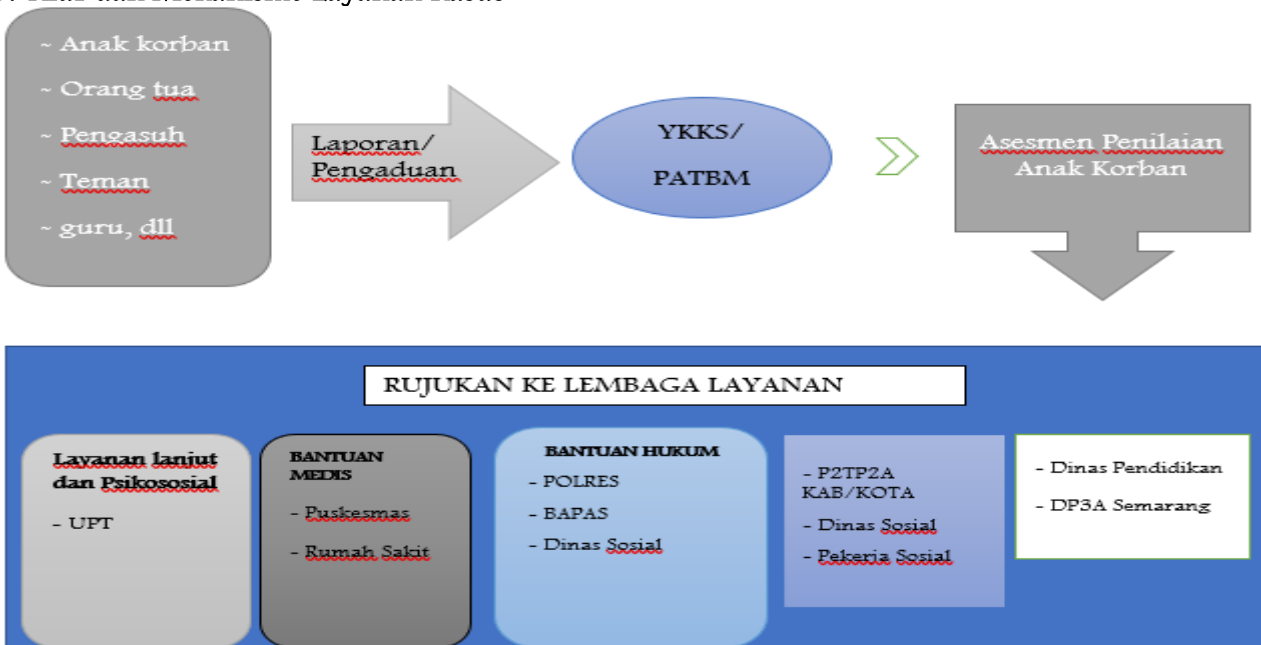 ~ Anak korban
~ Orang tua
~ Pengasuh
~ Teman
~ guru, dll
Laporan/
Pengaduan
YKKS/
PATBM
Asesmen Penilaian
Anak Korban
RUJUKAN KE LEMBAGA LAYANAN
Layanan lanjut
dan Psikososial
- UPT
BANTUAN
MEDIS
- Puskesmas
- Rumah Sakit
BANTUAN HUKUM
- POLRES
- BAPAS
- Dinas Sosial
- P2TP2A
KAB/KOTA
- Dinas Sosial
- Pekerja Sosial
- Dinas Pendidikan
- DP3A Semarang